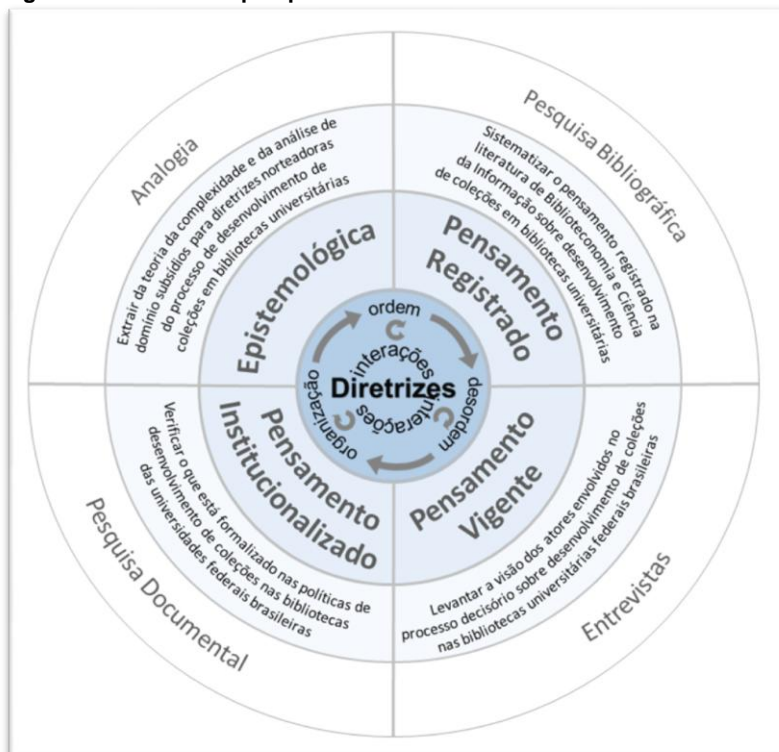 Analogia
Extrair da teoria da complexidade e da análise de
domínio subsídios para diretrizes norteadoras
do processo de desenvolvimento de
coleções em bibliotecas universitárias
Epistemológica
Pesquisa Bibliográfica
Sistematizar o pensamento registrado na
literatura de Biblioteconomia e Ciência
da Informação sobre desenvolvimento
de coleções em bibliotecas universitárias
Pensamento
Registrado
ordem
desordem
organização
interações
interações
interações
Diretrizes
Pensamento
Institucionalizado
Verificar o que está formalizado nas políticas de
desenvolvimento de coleções nas bibliotecas
das universidades federais brasileiras
Pesquisa Documental
Pensamento
Vigente
Levantar a visão dos atores envolvidos no
processo decisório sobre desenvolvimento de coleções
nas bibliotecas universitárias federais brasileiras
Entrevistas